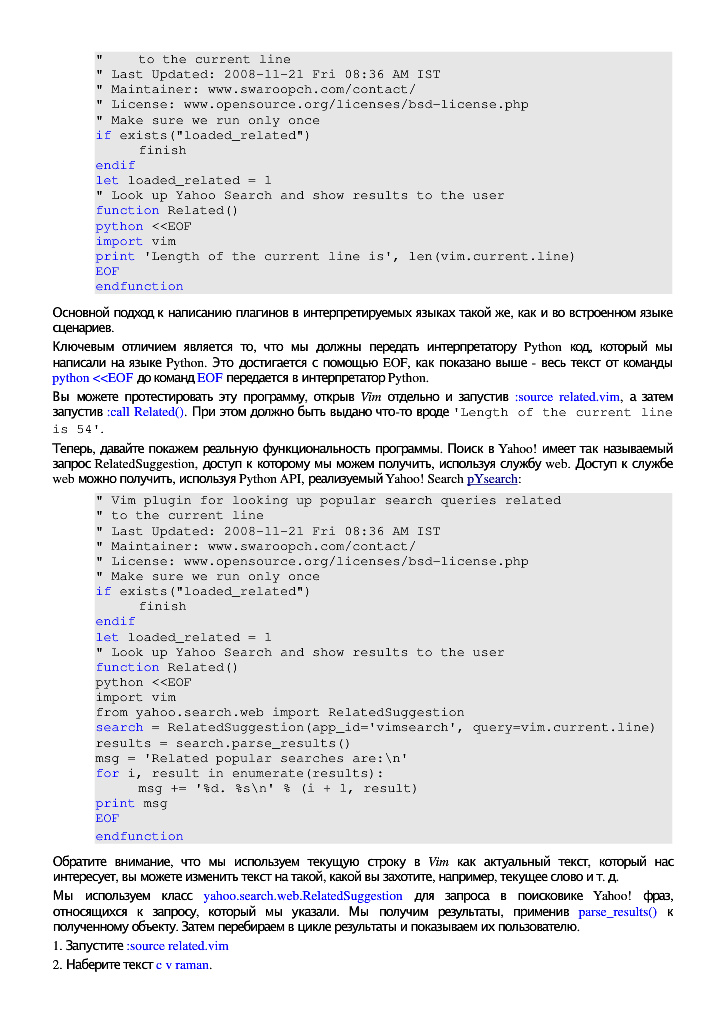 "    to the current line
" Last Updated: 2008-11-21 Fri 08:36 AM IST
" Maintainer: www.swaroopch.com/contact/
" License: www.opensource.org/licenses/bsd-license.php
" Make sure we run only once
if exists("loaded_related")
finish
endif
let loaded_related = 1
" Look up Yahoo Search and show results to the user
function Related()
python <<EOF
import vim
print 'Length of the current line is', len(vim.current.line)
EOF
endfunction
Основной подход к написанию плагинов в интерпретируемых языках такой же, как и во встроенном языке
сценариев.
Ключевым отличием является то, что мы должны передать интерпретатору Python код, который мы
написали на языке Python. Это достигается с помощью EOF, как показано выше - весь текст от команды
python <<EOF до команд EOF передается в интерпретатор Python.
Вы можете протестировать эту программу, открыв Vim отдельно и запустив :source related.vim, а затем
запустив :call Related(). При этом должно быть выдано что-то вроде 'Length of the current line
is 54'.
Теперь, давайте покажем реальную функциональность программы. Поиск в Yahoo! имеет так называемый
запрос RelatedSuggestion, доступ к которому мы можем получить, используя службу web. Доступ к службе
web можно получить, используя Python API, реализуемый Yahoo! Search pYsearch:
" Vim plugin for looking up popular search queries related
" to the current line
" Last Updated: 2008-11-21 Fri 08:36 AM IST
" Maintainer: www.swaroopch.com/contact/
" License: www.opensource.org/licenses/bsd-license.php
" Make sure we run only once
if exists("loaded_related")
finish
endif
let loaded_related = 1
" Look up Yahoo Search and show results to the user
function Related()
python <<EOF
import vim
from yahoo.search.web import RelatedSuggestion
search = RelatedSuggestion(app_id='vimsearch', query=vim.current.line)
results = search.parse_results()
msg = 'Related popular searches are:\n'
for i, result in enumerate(results):
msg += '%d. %s\n' % (i + 1, result)
print msg
EOF
endfunction
Обратите внимание, что мы используем текущую строку в Vim как актуальный текст, который нас
интересует, вы можете изменить текст на такой, какой вы захотите, например, текущее слово и т. д.
Мы используем класс yahoo.search.web.RelatedSuggestion для запроса в поисковике Yahoo! фраз,
относящихся к запросу, который мы указали. Мы получим результаты, применив parse_results() к
полученному объекту. Затем перебираем в цикле результаты и показываем их пользователю.
1. Запустите :source related.vim
2. Наберите текст c v raman.